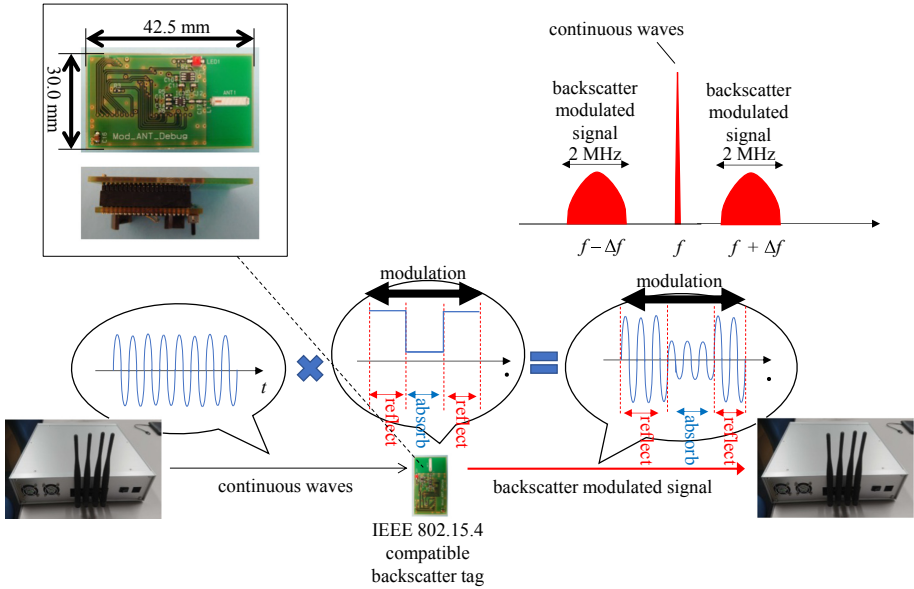 42.5 mm
30.0 mm
LED1
ANT1
Mod_ANT_Debug
continuous waves
backscatter
modulated
signal
2 MHz
backscatter
modulated
signal
2 MHz
f − Δf
f
f + Δf
modulation
modulation
t
reflect
absorb
reflect
reflect
absorb
reflect
continuous waves
backscatter modulated signal
IEEE 802.15.4
compatible
backscatter tag